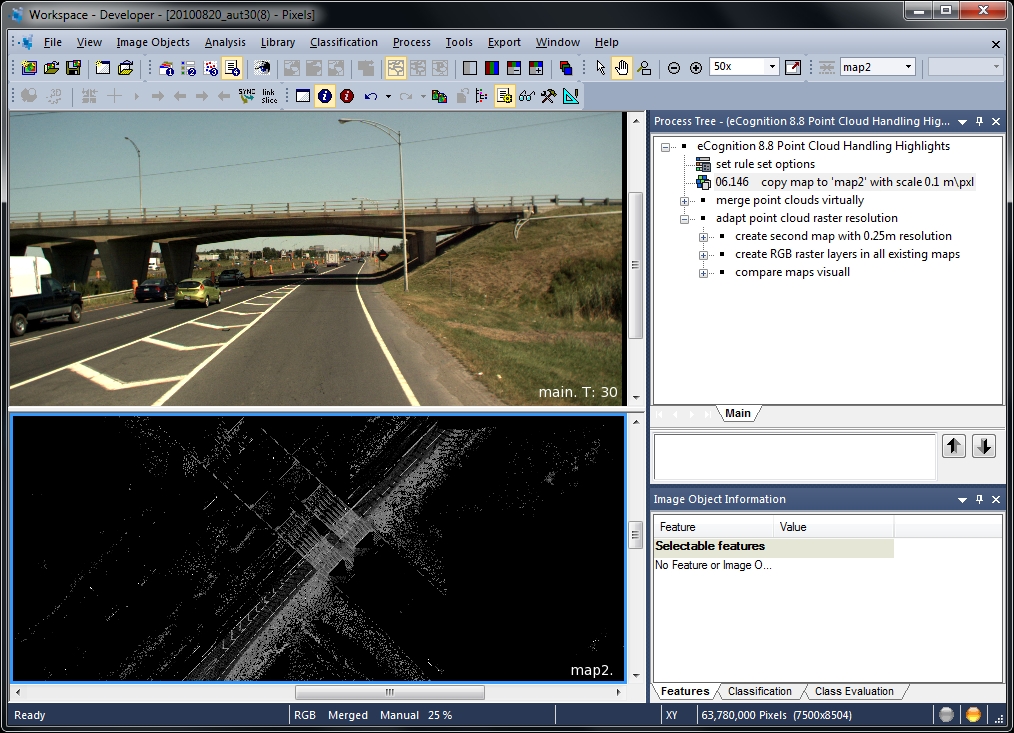 Workspace - Developer - [20100820_aut30(8) - Pixels]
File View Image Objects Analysis Library Classification Process Tools Export Window Help
1 2 3 4 50x map2
3D SYNC link slice
Process Tree - (eCognition 8.8 Point Cloud Handling Hig...
eCognition 8.8 Point Cloud Handling Highlights
set rule set options
06.146 copy map to 'map2' with scale 0.1 m\pxl
merge point clouds virtually
adapt point cloud raster resolution
create second map with 0.25m resolution
create RGB raster layers in all existing maps
compare maps visuall
main. T: 30
Main
Image Object Information
Feature Value
Selectable features
No Feature or Image O...
map2.
Features Classification Class Evaluation
Ready RGB Merged Manual 25 % XY 63,780,000 Pixels (7500x8504)